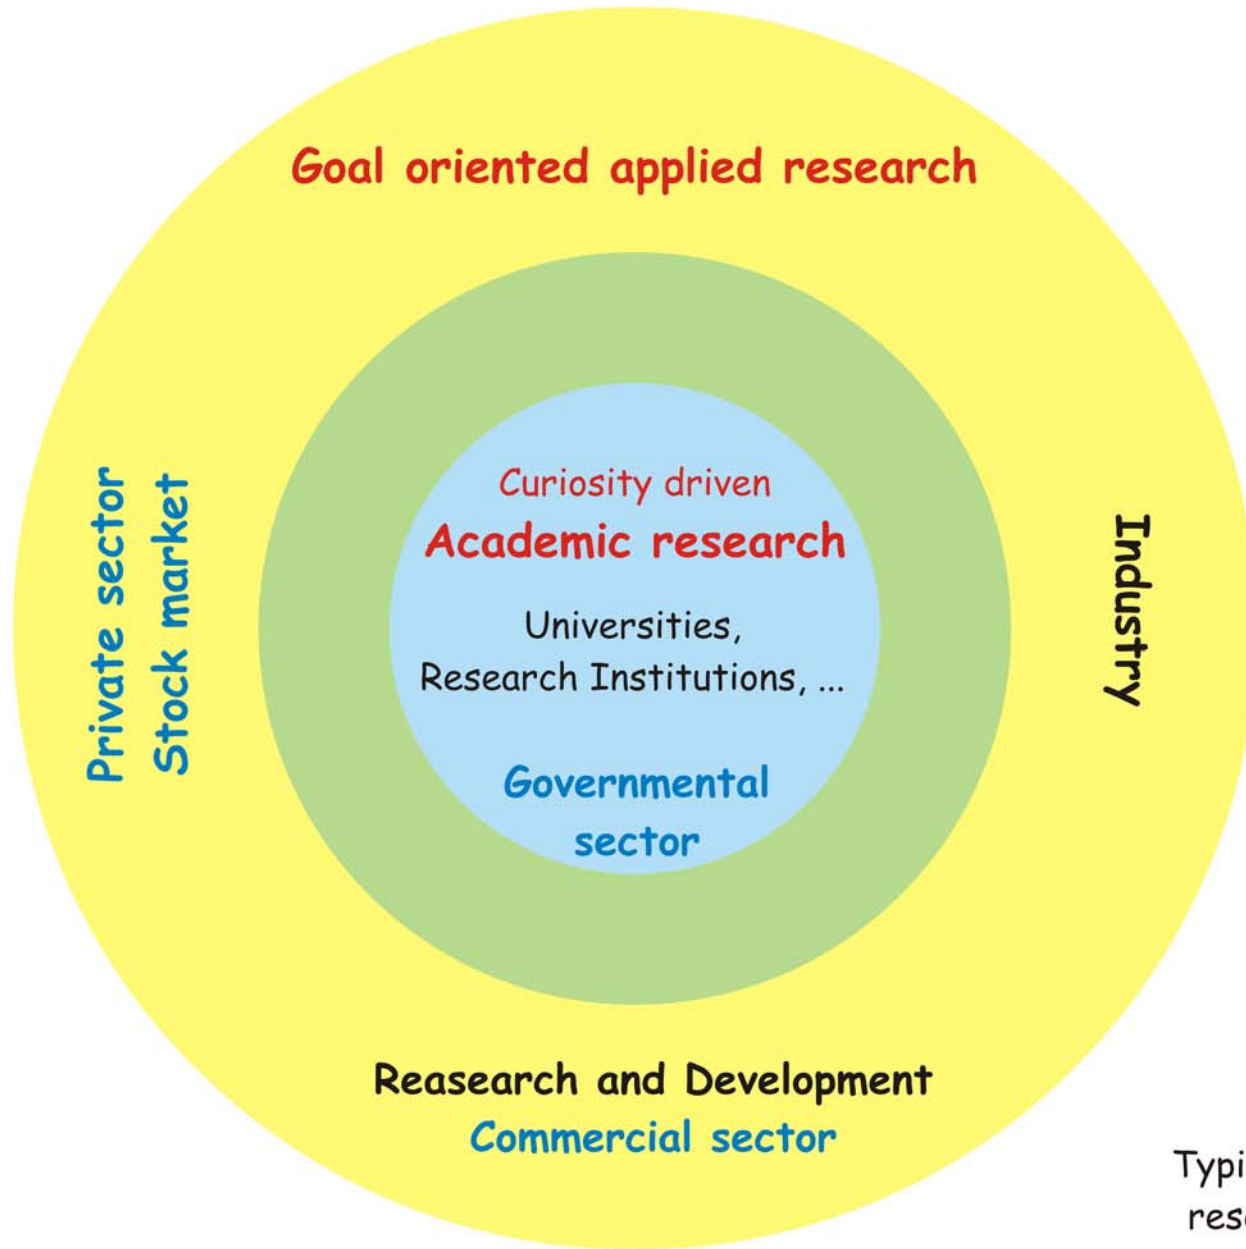 Goal oriented applied research
Private sector
Stock market
Curiosity driven
Academic research
Universities,
Research Institutions, ...
Governmental
sector
Industry
Reasearch and Development
Commercial sector